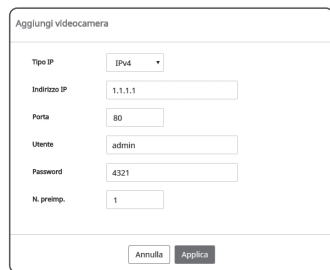 Aggiungi videocamera
Tipo IP IPv4
Indirizzo IP 1.1.1.1
Porta 80
Utente admin
Password 4321
N. preimp. 1
Annulla Applica